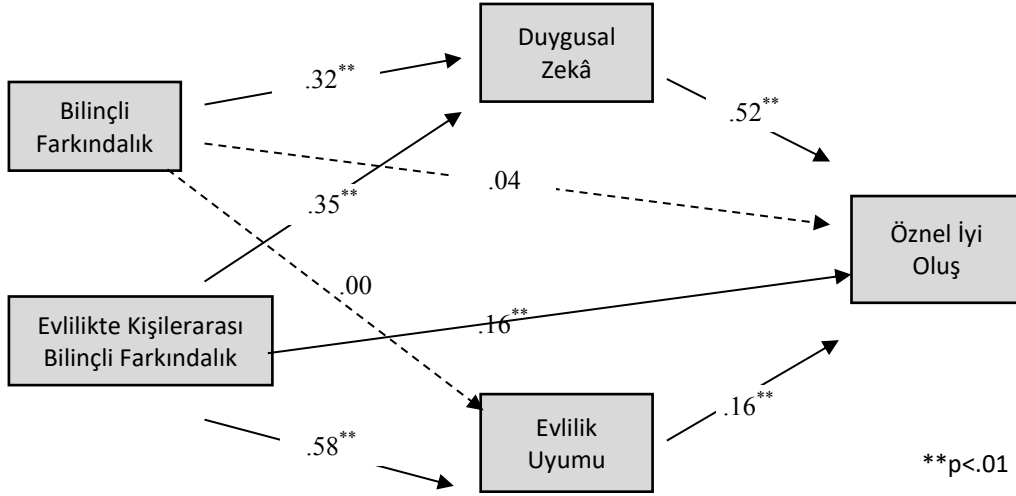 Duygusal
Zekâ
.32**
Bilinçli
Farkındalık
.52**
.04
.35**
Öznel İyi
Oluş
.00
Evlilikte Kişilerarası
Bilinçli Farkındalık
.16**
.16**
Evlilik
Uyumu
.58**
**p<.01